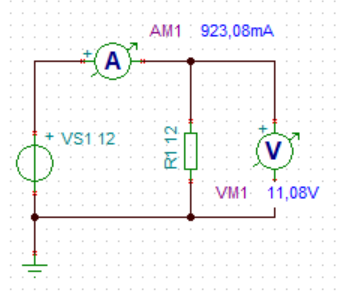 AM1 923,08mA
+ A
+ VS1 12
R1 12
+ V
VM1 11,08V